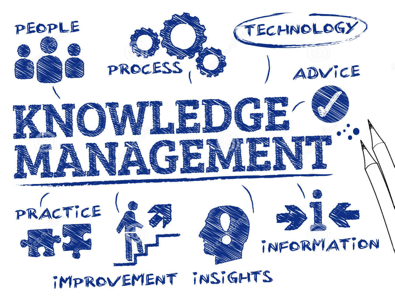 PEOPLE
PROCESS
TECHNOLOGY
ADVICE
KNOWLEDGE
MANAGEMENT
PRACTICE
IMPROVEMENT
INSIGHTS
INFORMATION